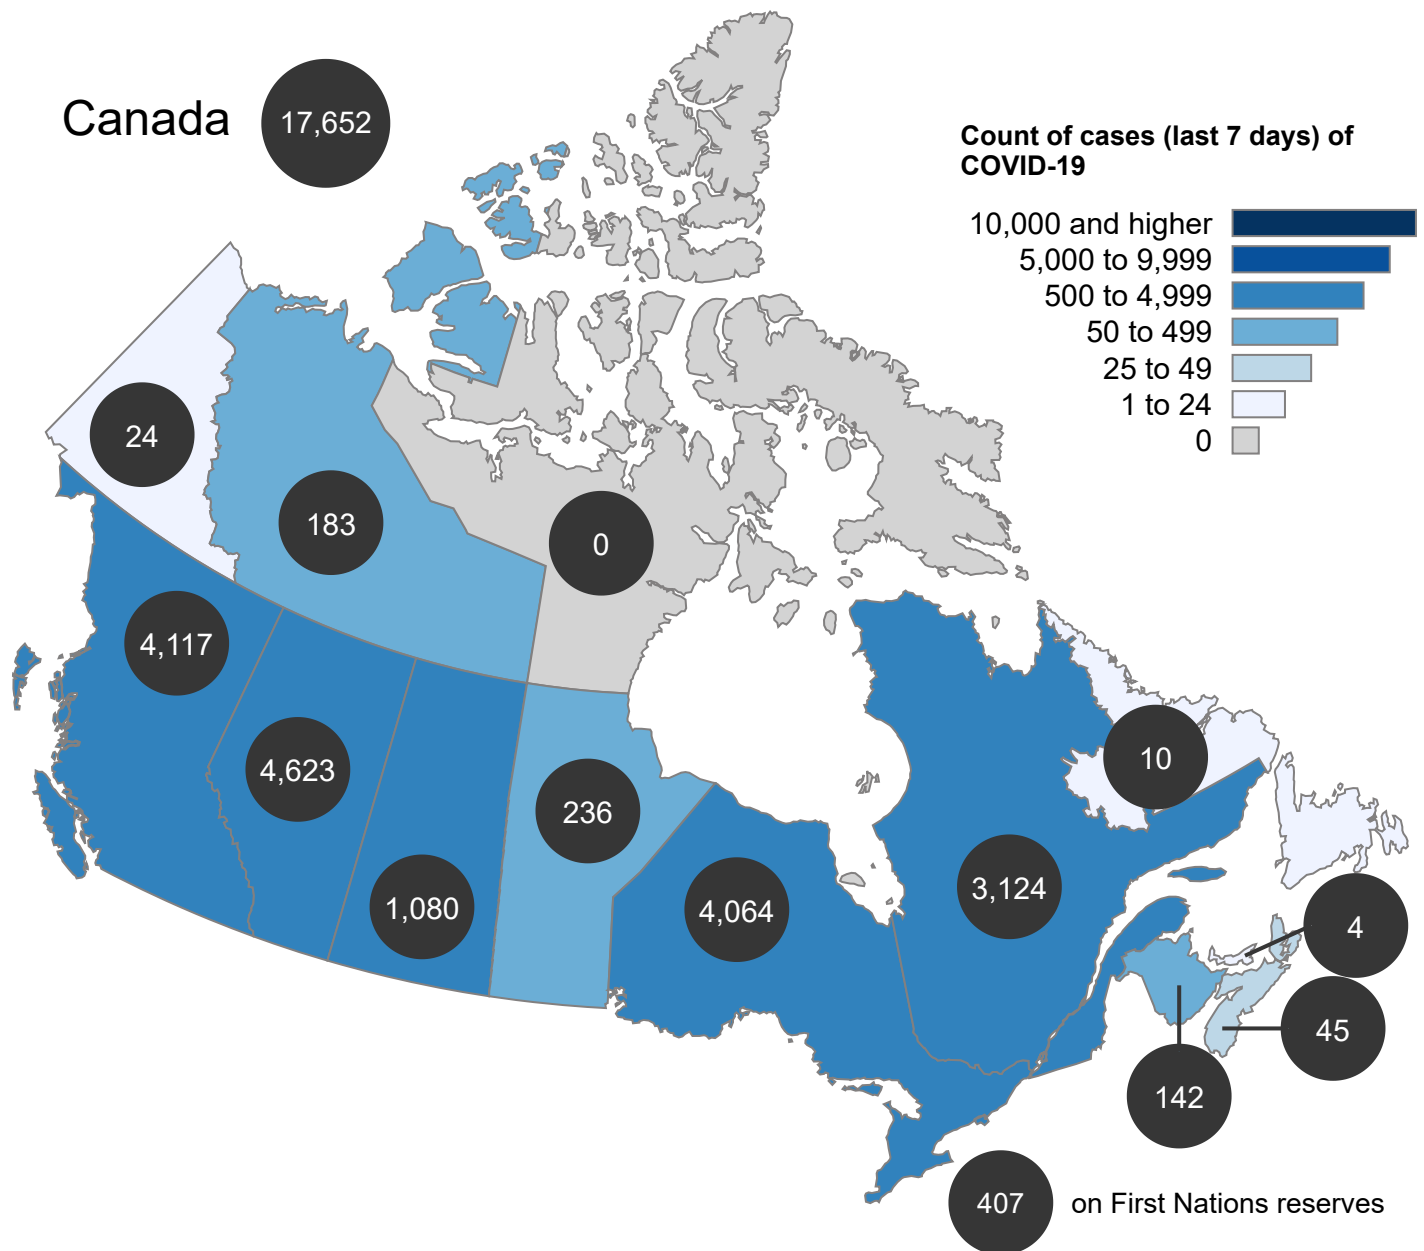 Canada
17,652
Count of cases (last 7 days) of
COVID-19
10,000 and higher
5,000 to 9,999
500 to 4,999
50 to 499
25 to 49
1 to 24
0
24
183
0
4,117
4,623
1,080
236
4,064
3,124
10
4
45
142
407 on First Nations reserves